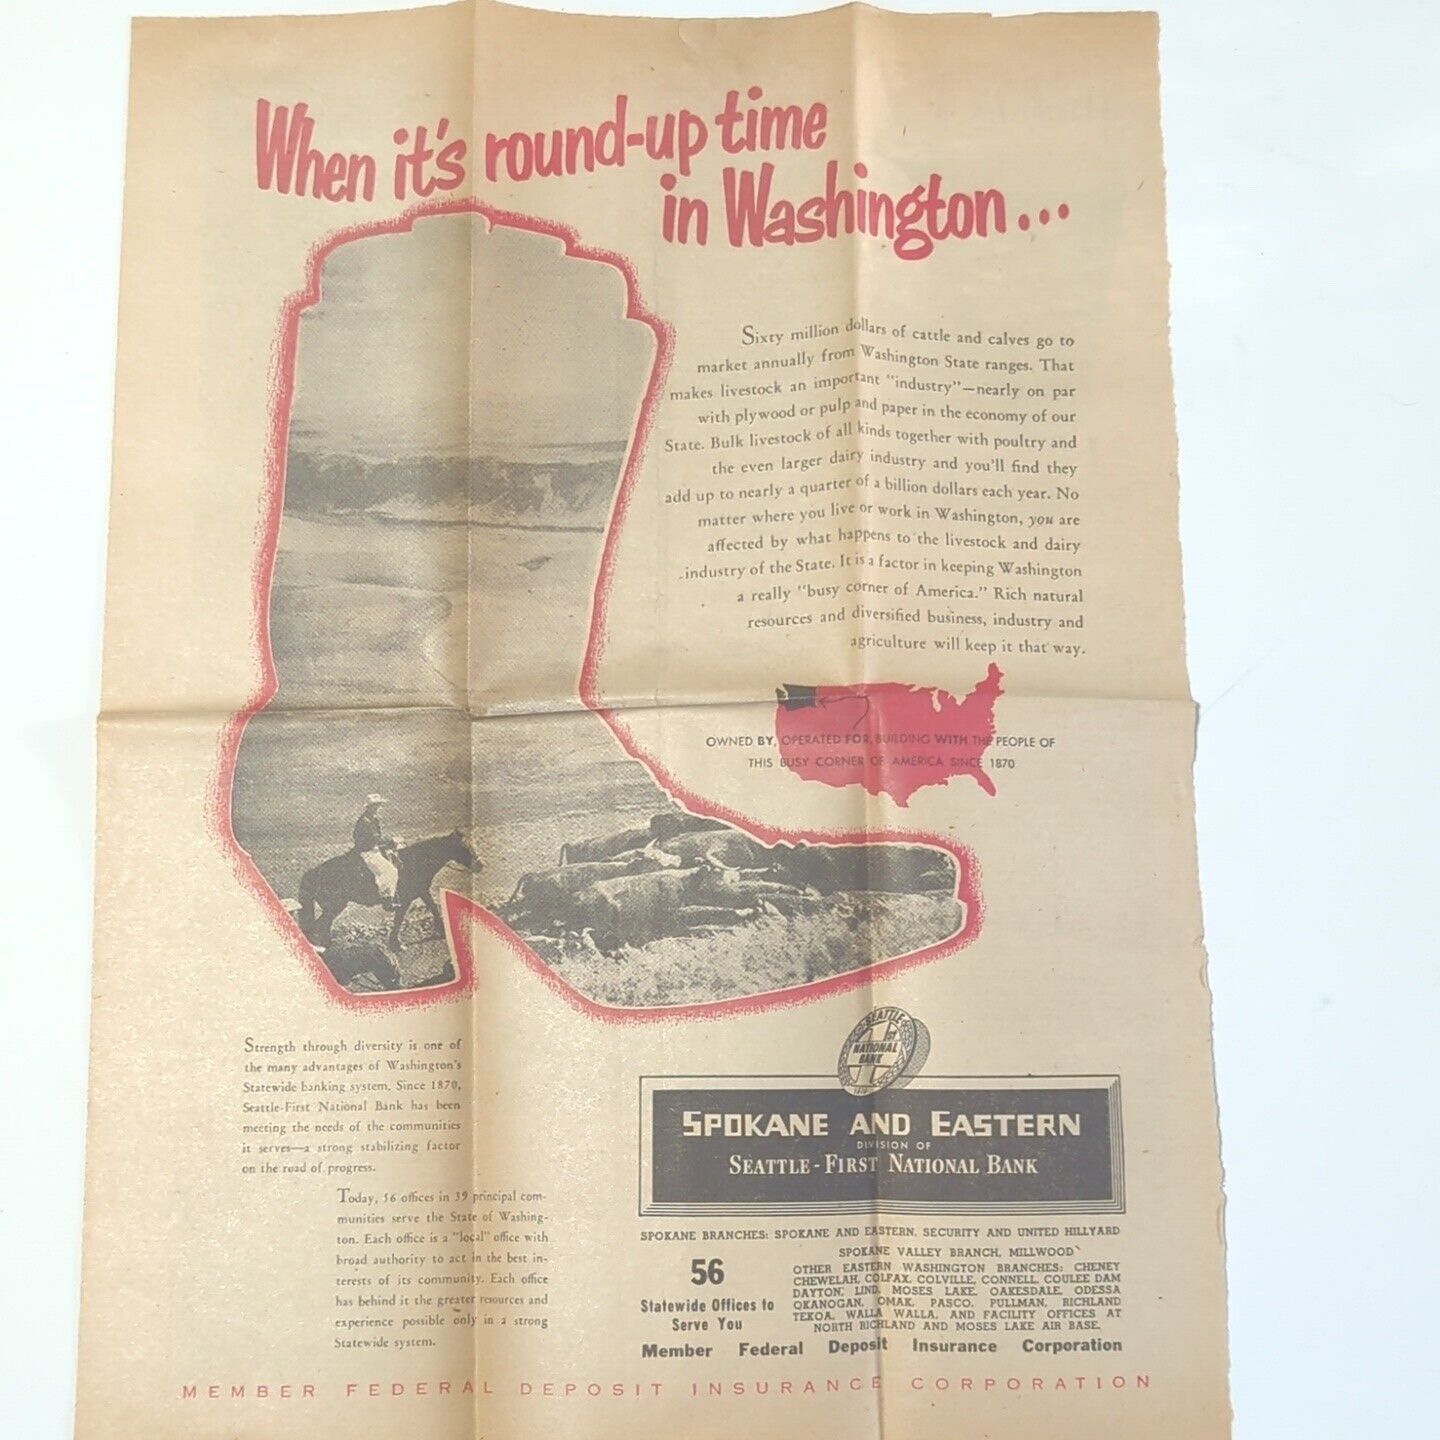 When it's round-up time
in Washington...
Sixty million dollars of cattle and calves go to
market annually from Washington State ranges. That
makes livestock an important "industry"—nearly on par
with plywood or pulp and paper in the economy of our
State. Bulk livestock of all kinds together with poultry and
the even larger dairy industry and you'll find they
add up to nearly a quarter of a billion dollars each year. No
matter where you live or work in Washington, you are
affected by what happens to the livestock and dairy
industry of the State. It is a factor in keeping Washington
a really "busy corner of America." Rich natural
resources and diversified business, industry and
agriculture will keep it that way.
OWNED BY, OPERATED FOR, BUILDING WITH THE PEOPLE OF
THIS BUSY CORNER OF AMERICA SINCE 1870
Strength through diversity is one of
the many advantages of Washington's
Statewide banking system. Since 1870,
Seattle-First National Bank has been
meeting the needs of the communities
it serves—a strong stabilizing factor
on the road of progress.
Today, 56 offices in 39 principal com-
munities serve the State of Washing-
ton. Each office is a "local" office with
broad authority to act in the best in-
terests of its community. Each office
has behind it the greater resources and
experience possible only in a strong
Statewide system.
SEATTLE
1ST
NATIONAL
BANK
1870
SPOKANE AND EASTERN
DIVISION OF
SEATTLE-FIRST NATIONAL BANK
SPOKANE BRANCHES: SPOKANE AND EASTERN, SECURITY AND UNITED HILLYARD
SPOKANE VALLEY BRANCH, MILLWOOD
56
Statewide Offices to
Serve You
OTHER EASTERN WASHINGTON BRANCHES: CHENEY
CHEWELAH, COLFAX, COLVILLE, CONNELL, COULEE DAM
DAYTON, LIND, MOSES LAKE, OAKESDALE, ODESSA
OKANOGAN, OMAK, PASCO, PULLMAN, RICHLAND
TEKOA, WALLA WALLA, AND FACILITY OFFICES AT
NORTH RICHLAND AND MOSES LAKE AIR BASE.
Member Federal Deposit Insurance Corporation
MEMBER FEDERAL DEPOSIT INSURANCE CORPORATION